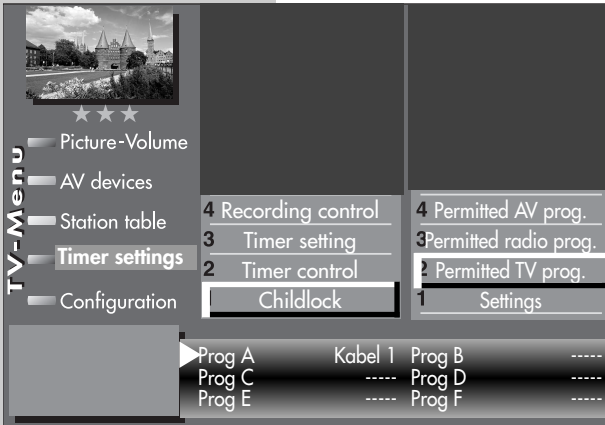 TV-Menu
Picture-Volume
AV devices
Station table
Timer settings
Configuration
4 Recording control
3 Timer setting
2 Timer control
1 Childlock
4 Permitted AV prog.
3 Permitted radio prog.
2 Permitted TV prog.
1 Settings
Prog A Kabel 1 Prog B -----
Prog C ----- Prog D -----
Prog E ----- Prog F -----